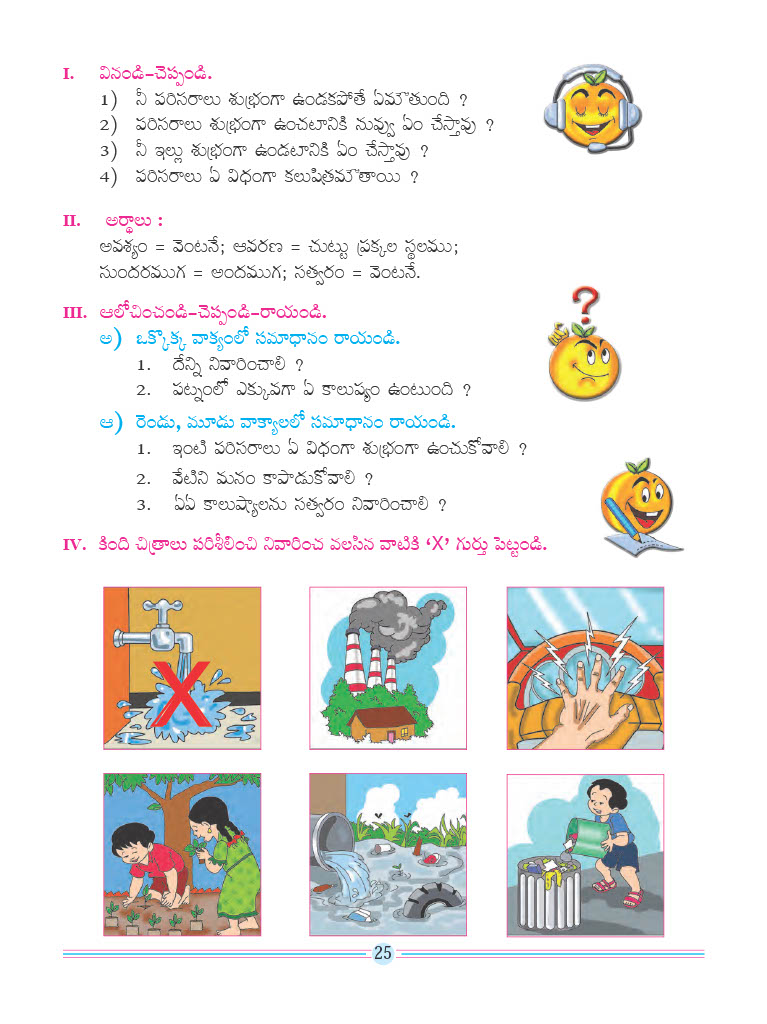 I. వినండి–చెప్పండి.
1) నీ పరిసరాలు శుభ్రంగా ఉండకపోతే ఏమౌతుంది ?
2) పరిసరాలు శుభ్రంగా ఉంచటానికి నువ్వు ఏం చేస్తావు ?
3) నీ ఇల్లు శుభ్రంగా ఉండటానికి ఏం చేస్తావు ?
4) పరిసరాలు ఏ విధంగా కలుషితమౌతాయి ?
II. అర్థాలు :
అవశ్యం = వెంటనే; ఆవరణ = చుట్టు ప్రక్కల స్థలము;
సుందరముగ = అందముగ; సత్వరం = వెంటనే.
III. ఆలోచించండి–చెప్పండి–రాయండి.
అ) ఒక్కొక్క వాక్యంలో సమాధానం రాయండి.
1. దేన్ని నివారించాలి ?
2. పట్నంలో ఎక్కువగా ఏ కాలుష్యం ఉంటుంది ?
ఆ) రెండు, మూడు వాక్యాలలో సమాధానం రాయండి.
1. ఇంటి పరిసరాలు ఏ విధంగా శుభ్రంగా ఉంచుకోవాలి ?
2. వేటిని మనం కాపాడుకోవాలి ?
3. ఏఏ కాలుష్యాలను సత్వరం నివారించాలి ?
IV. కింది చిత్రాలు పరిశీలించి నివారించ వలసిన వాటికి ‘X’ గుర్తు పెట్టండి.
X
25